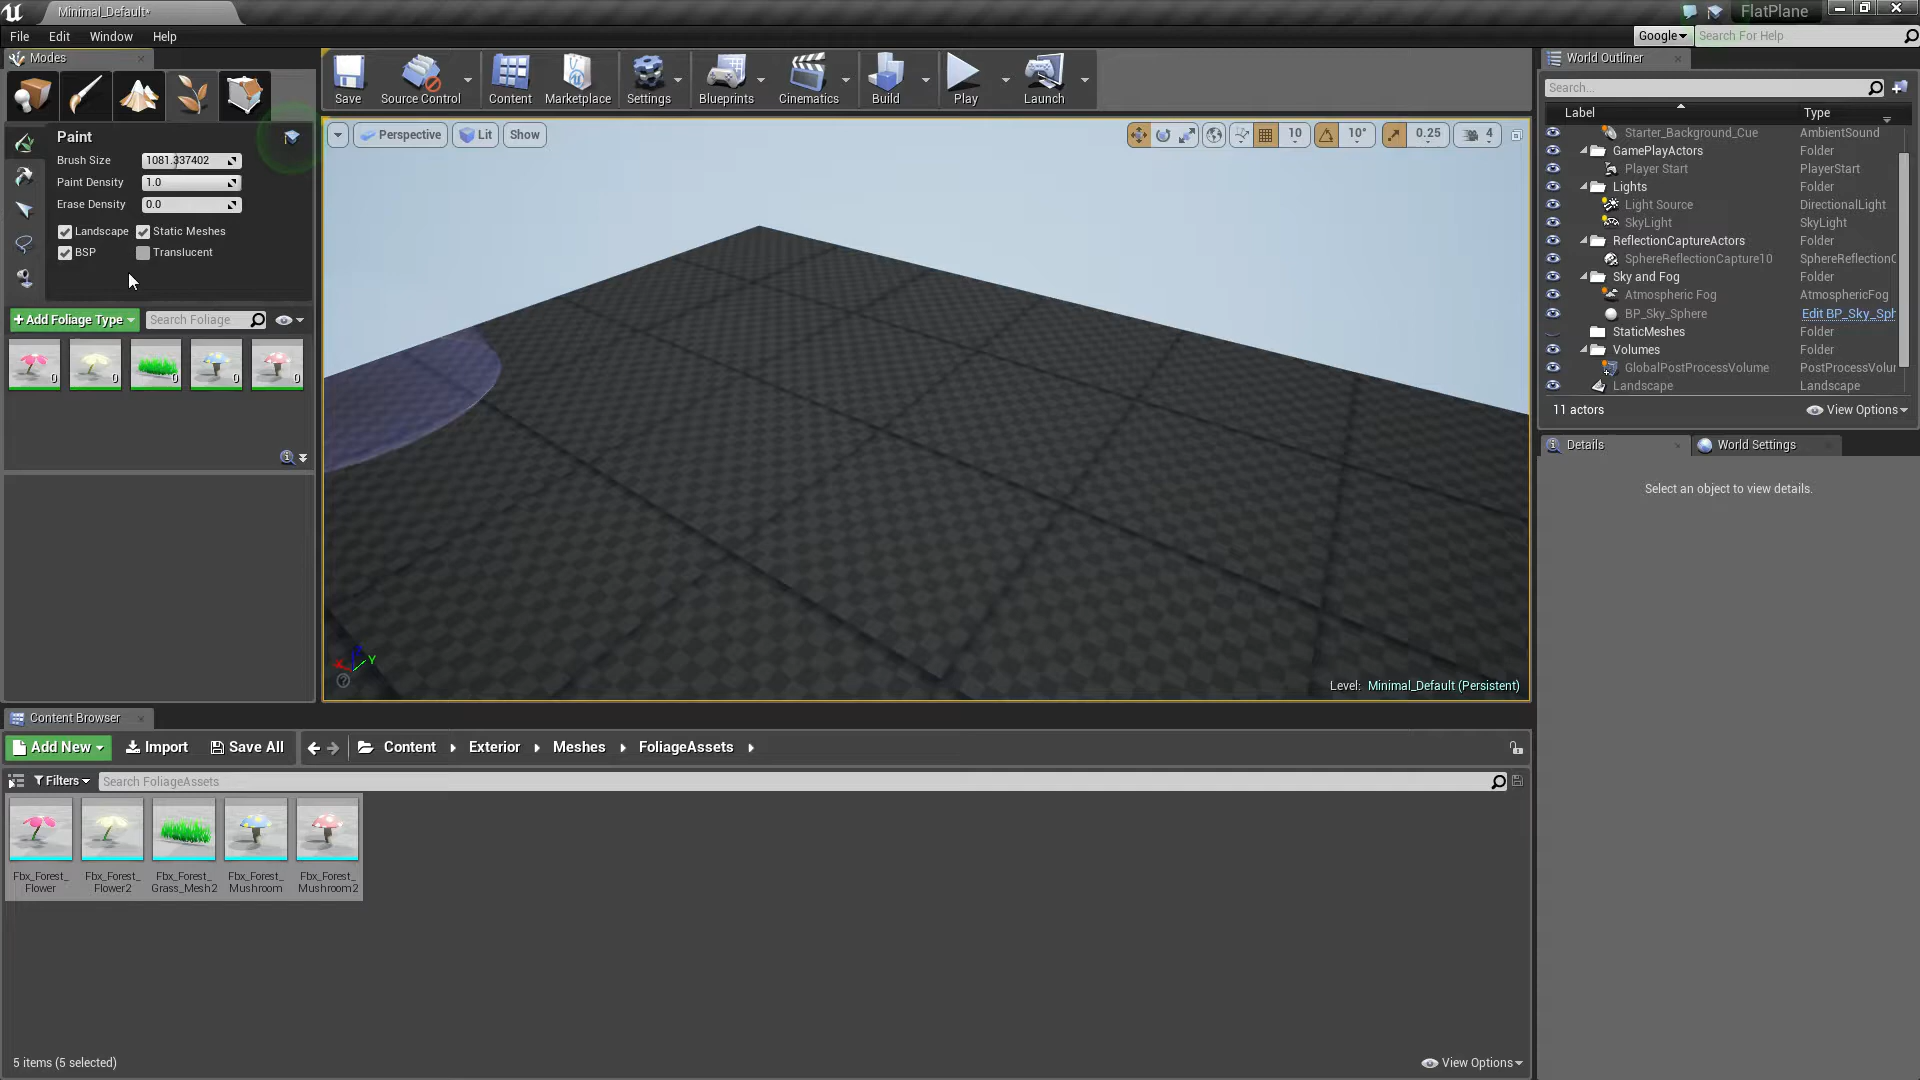 Minimal_Default*
FlatPlane
File Edit Window Help
Google Search For Help
Modes
Save
Source Control
Content
Marketplace
Settings
Blueprints
Cinematics
Build
Play
Launch
World Outliner
Search...
Label Type
Starter_Background_Cue AmbientSound
GamePlayActors Folder
Player Start PlayerStart
Lights Folder
Light Source DirectionalLight
SkyLight SkyLight
ReflectionCaptureActors Folder
SphereReflectionCapture10 SphereReflectionC
Sky and Fog Folder
Atmospheric Fog AtmosphericFog
BP_Sky_Sphere Edit BP_Sky_Sph
StaticMeshes Folder
Volumes Folder
GlobalPostProcessVolume PostProcessVolur
Landscape Landscape
11 actors View Options
Paint
Brush Size 1081.337402
Paint Density 1.0
Erase Density 0.0
Landscape Static Meshes
BSP Translucent
Add Foliage Type Search Foliage
0 0 0 0 0
Perspective Lit Show
10 10° 0.25 4
X Y
Level: Minimal_Default (Persistent)
Details World Settings
Select an object to view details.
Content Browser
Add New Import Save All Content Exterior Meshes FoliageAssets
Filters Search FoliageAssets
Fbx_Forest_
Flower
Fbx_Forest_
Flower2
Fbx_Forest_
Grass_Mesh2
Fbx_Forest_
Mushroom
Fbx_Forest_
Mushroom2
5 items (5 selected) View Options